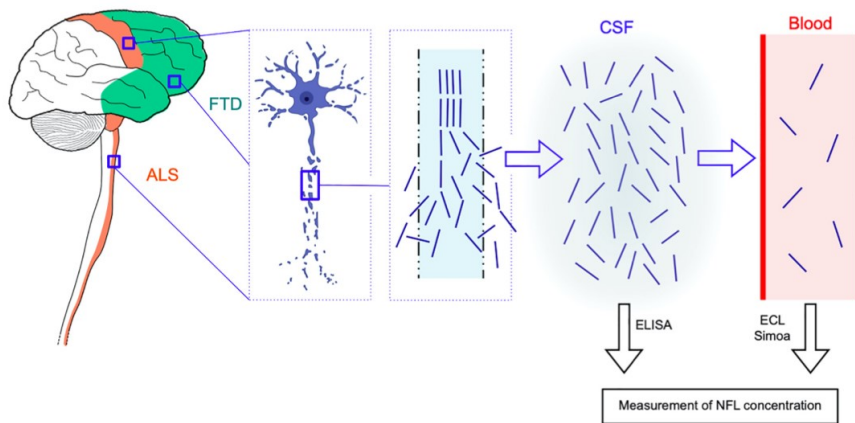 CSF
Blood
FTD
ALS
ELISA
ECL
Simoa
Measurement of NFL concentration